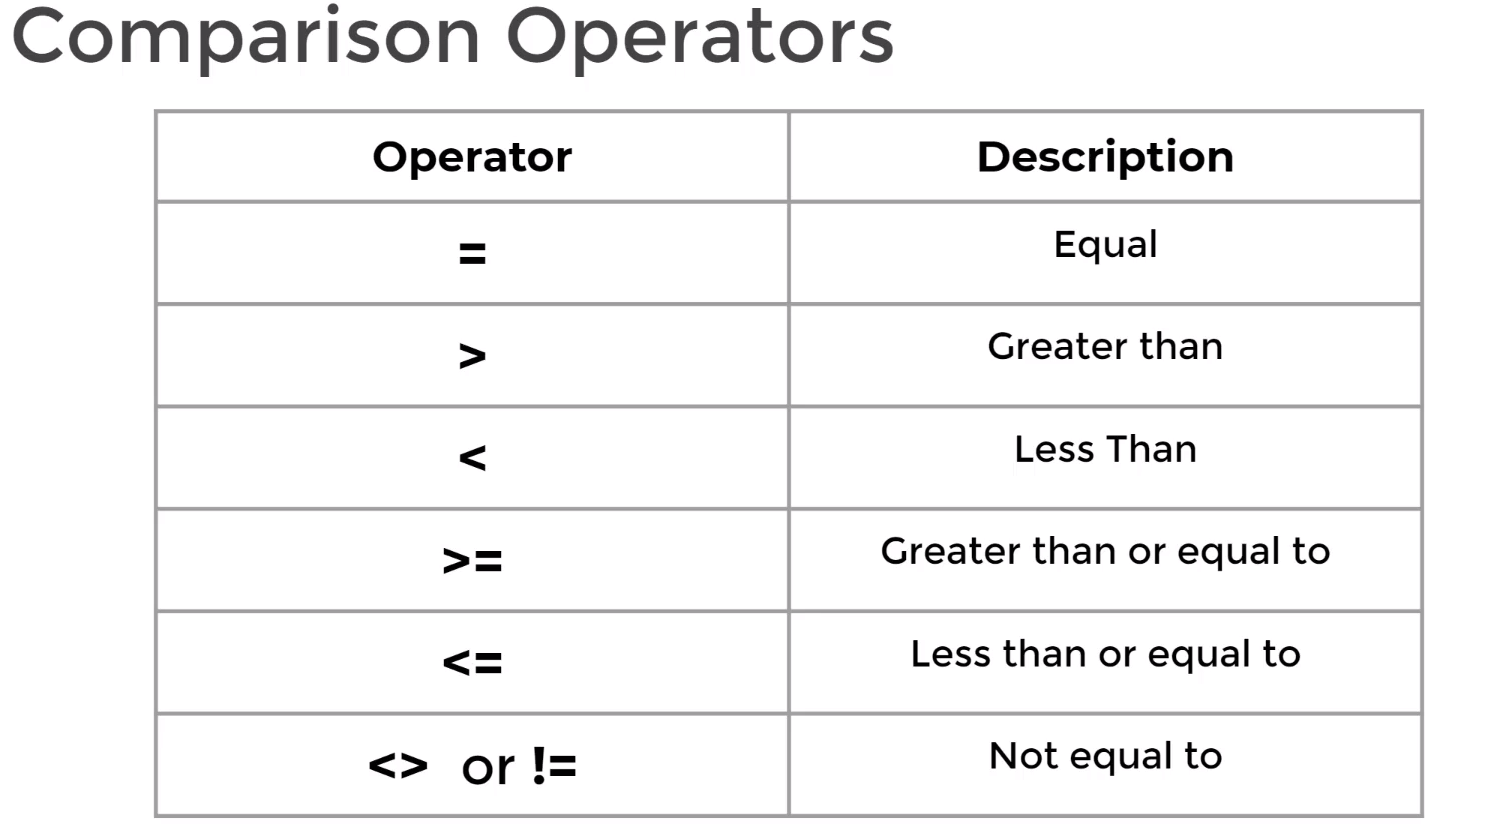 Comparison Operators
Operator Description
= Equal
> Greater than
< Less Than
>= Greater than or equal to
<= Less than or equal to
<> or != Not equal to